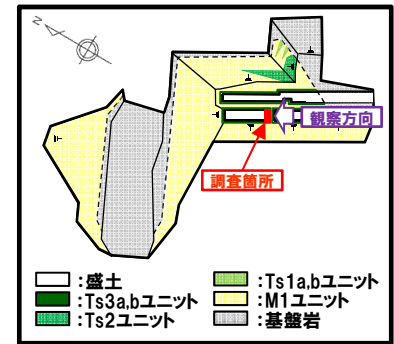 N
観察方向
調査箇所
:盛土
:Ts3a,bユニット
:Ts2ユニット
:Ts1a,bユニット
:M1ユニット
:基盤岩